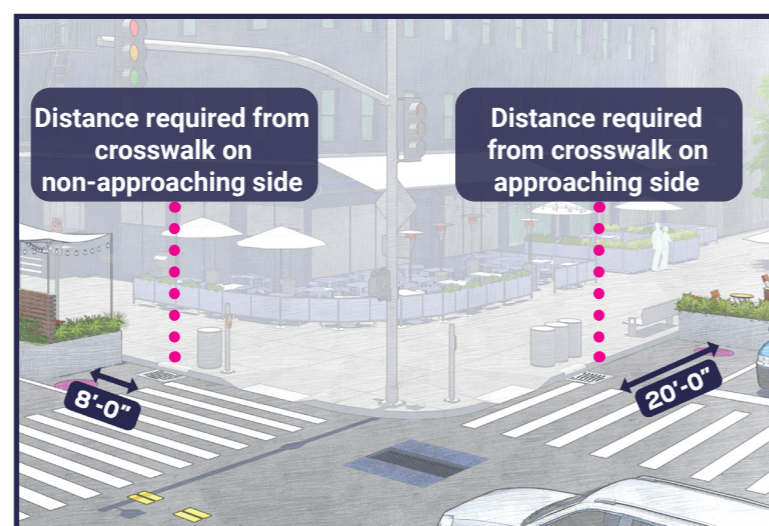 Distance required from
crosswalk on
non-approaching side
Distance required
from crosswalk on
approaching side
8'-0"
20'-0"